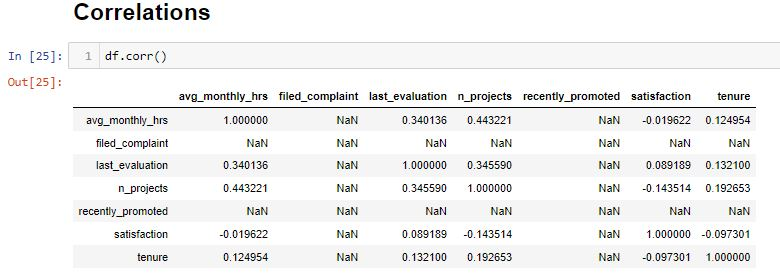 Correlations
In [25]: 1 df.corr()
Out[25]:
avg_monthly_hrs filed_complaint last_evaluation n_projects recently_promoted satisfaction tenure
avg_monthly_hrs 1.000000 NaN 0.340136 0.443221 NaN -0.019622 0.124954
filed_complaint NaN NaN NaN NaN NaN NaN NaN
last_evaluation 0.340136 NaN 1.000000 0.345590 NaN 0.089189 0.132100
n_projects 0.443221 NaN 0.345590 1.000000 NaN -0.143514 0.192653
recently_promoted NaN NaN NaN NaN NaN NaN NaN
satisfaction -0.019622 NaN 0.089189 -0.143514 NaN 1.000000 -0.097301
tenure 0.124954 NaN 0.132100 0.192653 NaN -0.097301 1.000000